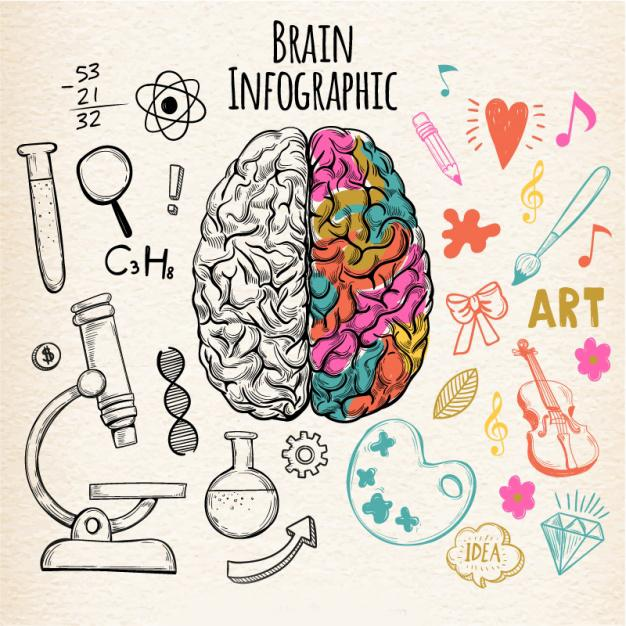 BRAIN
INFOGRAPHIC
-53
21
32
!
C₃H₈
$
ART
IDEA